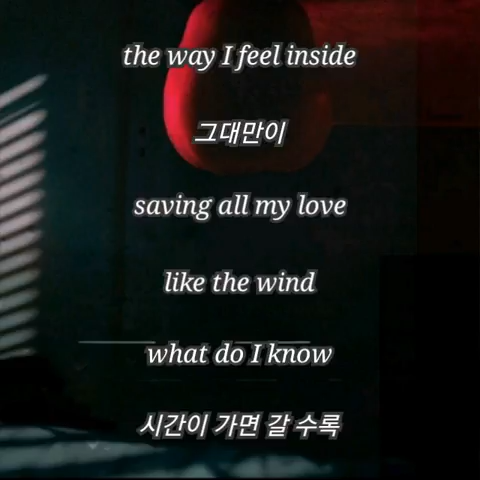 the way I feel inside
그대만이
saving all my love
like the wind
what do I know
시간이 가면 갈 수록